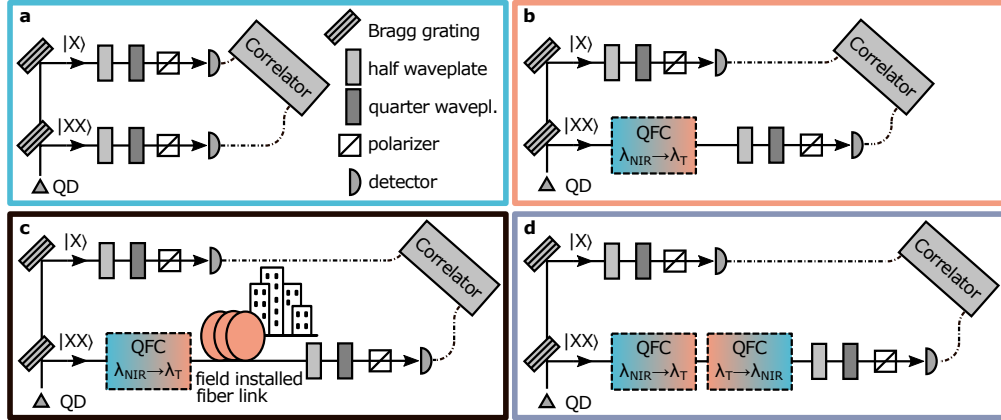 a
|X⟩
|XX⟩
QD
Correlator
Bragg grating
half waveplate
quarter wavepl.
polarizer
detector
b
|X⟩
|XX⟩
QD
QFC
λNIR→λT
Correlator
c
|X⟩
|XX⟩
QD
QFC
λNIR→λT
field installed
fiber link
Correlator
d
|X⟩
|XX⟩
QD
QFC
λNIR→λT
QFC
λT→λNIR
Correlator